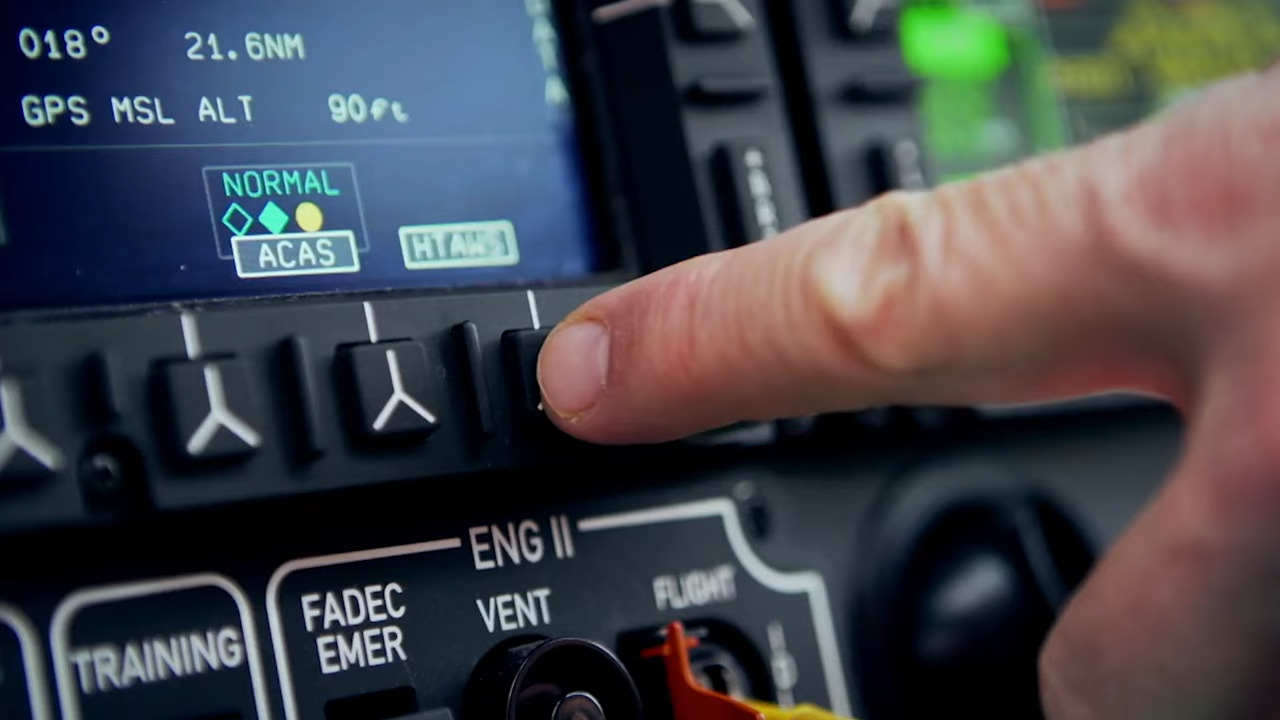 018° 21.6NM
GPS MSL ALT 90ft
NORMAL
ACAS HTAWS
ENG II
FADEC
EMER
VENT
FLIGHT
TRAINING